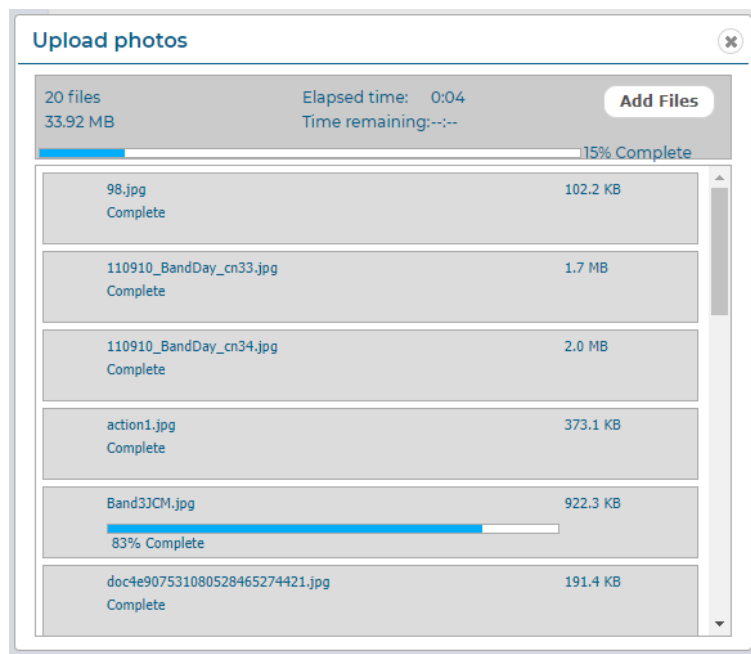 Upload photos
20 files
Elapsed time: 0:04
Add Files
33.92 MB
Time remaining:--:--
15% Complete
98.jpg 102.2 KB
Complete
110910_BandDay_cn33.jpg 1.7 MB
Complete
110910_BandDay_cn34.jpg 2.0 MB
Complete
action1.jpg 373.1 KB
Complete
Band3JCM.jpg 922.3 KB
83% Complete
doc4e907531080528465274421.jpg 191.4 KB
Complete